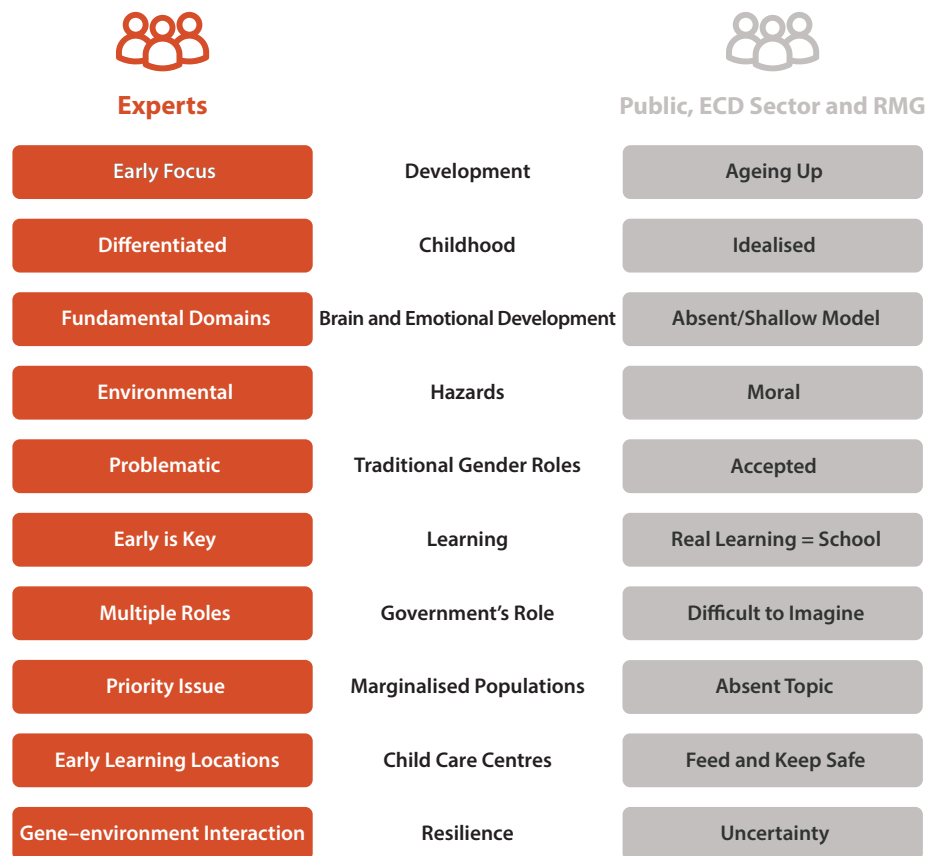 Experts Public, ECD Sector and RMG
Early Focus Development Ageing Up
Differentiated Childhood Idealised
Fundamental Domains Brain and Emotional Development Absent/Shallow Model
Environmental Hazards Moral
Problematic Traditional Gender Roles Accepted
Early is Key Learning Real Learning = School
Multiple Roles Government’s Role Difficult to Imagine
Priority Issue Marginalised Populations Absent Topic
Early Learning Locations Child Care Centres Feed and Keep Safe
Gene–environment Interaction Resilience Uncertainty